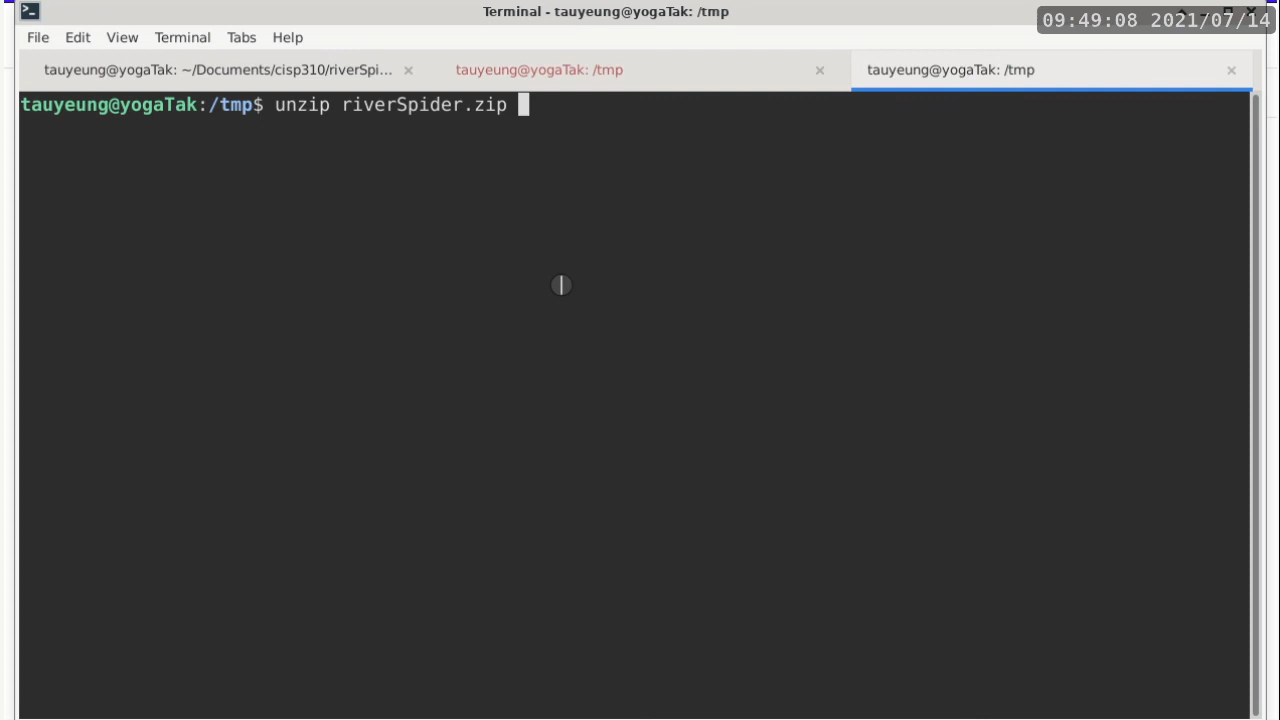 Terminal - tauyeung@yogaTak: /tmp
09:49:08 2021/07/14
File Edit View Terminal Tabs Help
tauyeung@yogaTak: ~/Documents/cisp310/riverSpi... × tauyeung@yogaTak: /tmp × tauyeung@yogaTak: /tmp ×
tauyeung@yogaTak:/tmp$ unzip riverSpider.zip